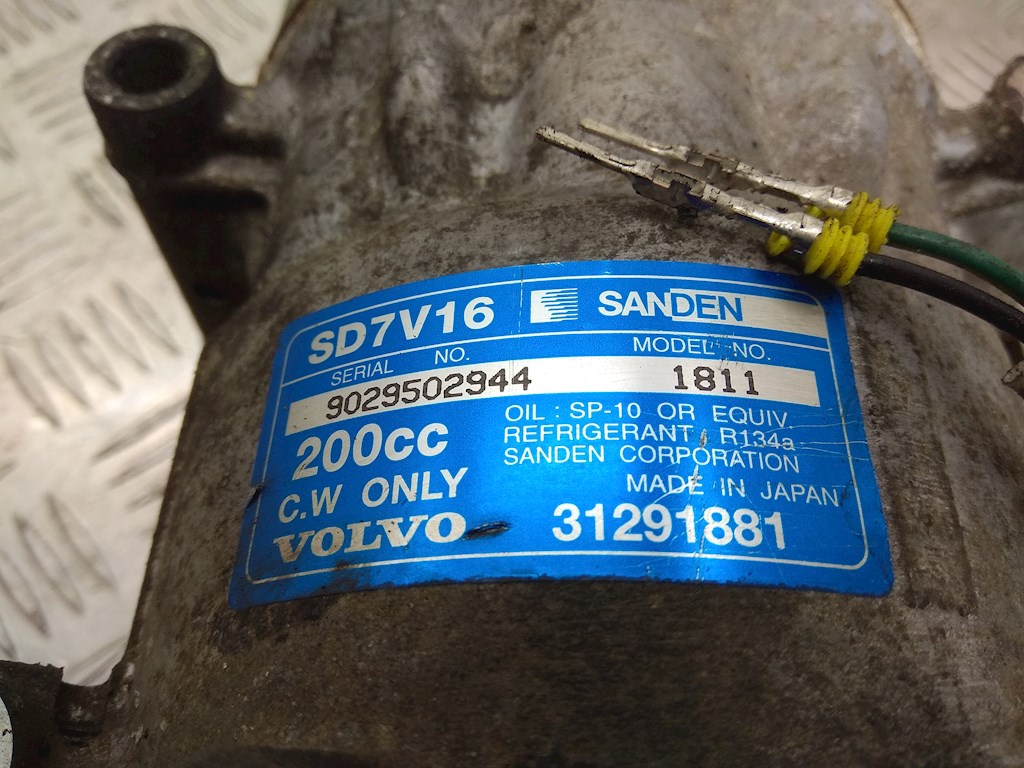 SD7V16 SANDEN
SERIAL NO. MODEL NO.
9029502944 1811
200cc
OIL : SP-10 OR EQUIV.
REFRIGERANT : R134a
SANDEN CORPORATION
C.W ONLY
MADE IN JAPAN
VOLVO 31291881